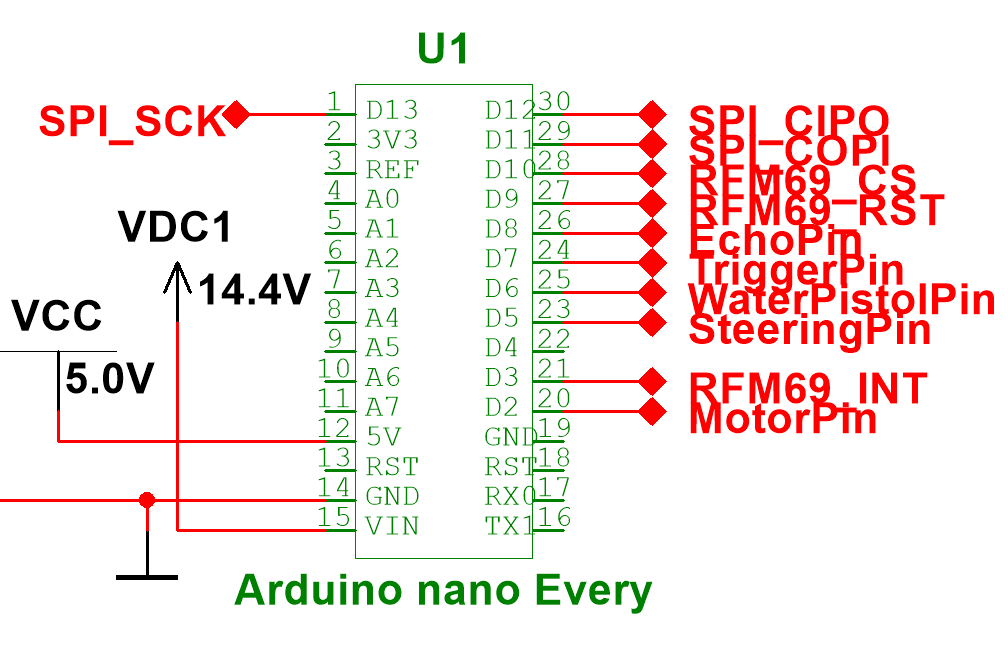 U1
1 D13 D12 30
2 3V3 D11 29
3 REF D10 28
4 A0 D9 27
5 A1 D8 26
6 A2 D7 24
7 A3 D6 25
8 A4 D5 23
9 A5 D4 22
10 A6 D3 21
11 A7 D2 20
12 5V GND 19
13 RST RST 18
14 GND RX0 17
15 VIN TX1 16
SPI_SCK
VDC1
14.4V
VCC
5.0V
SPI_CIPO
SPI_COPI
RFM69_CS
RFM69_RST
EchoPin
TriggerPin
WaterPistolPin
SteeringPin
RFM69_INT
MotorPin
Arduino nano Every